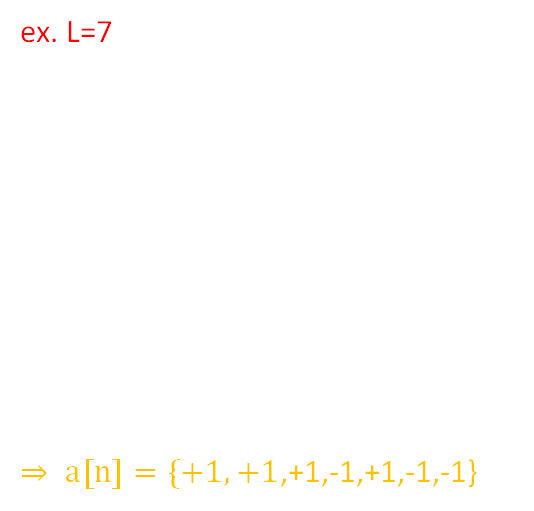 ex. L=7
⇒ a[n] = {+1, +1,+1,-1,+1,-1,-1}